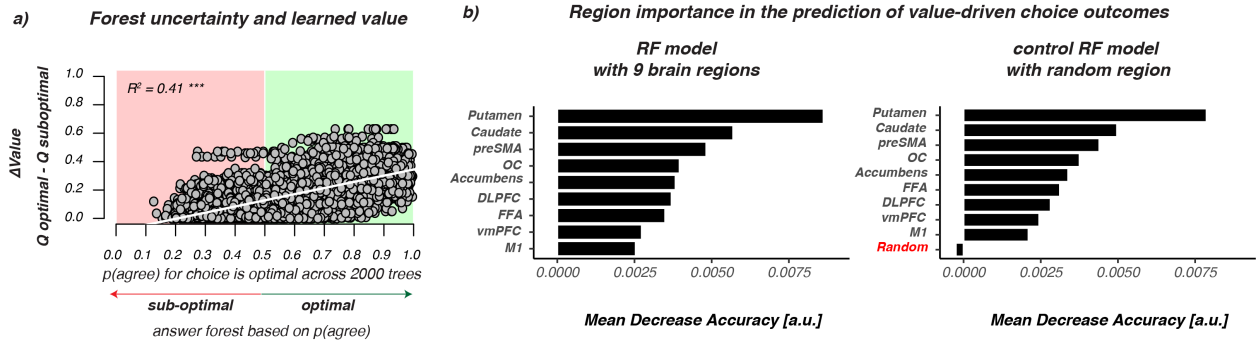 a)
Forest uncertainty and learned value
ΔValue
Q optimal - Q suboptimal
1.0
0.8
0.6
0.4
0.2
0.0
R² = 0.41 ***
0.0 0.1 0.2 0.3 0.4 0.5 0.6 0.7 0.8 0.9 1.0
p(agree) for choice is optimal across 2000 trees
sub-optimal optimal
answer forest based on p(agree)
b)
Region importance in the prediction of value-driven choice outcomes
RF model
with 9 brain regions
Putamen
Caudate
preSMA
OC
Accumbens
DLPFC
FFA
vmPFC
M1
0.0000 0.0025 0.0050 0.0075
Mean Decrease Accuracy [a.u.]
control RF model
with random region
Putamen
Caudate
preSMA
OC
Accumbens
FFA
DLPFC
vmPFC
M1
Random
0.0000 0.0025 0.0050 0.0075
Mean Decrease Accuracy [a.u.]